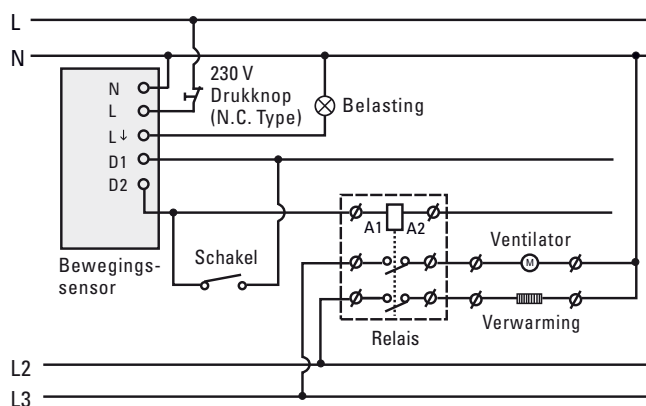 L
N
230 V
Drukknop
(N.C. Type)
N
L
L↓
D1
D2
Belasting
A1 A2
Ventilator
M
Schakel
Bewegings-
sensor
Verwarming
Relais
L2
L3